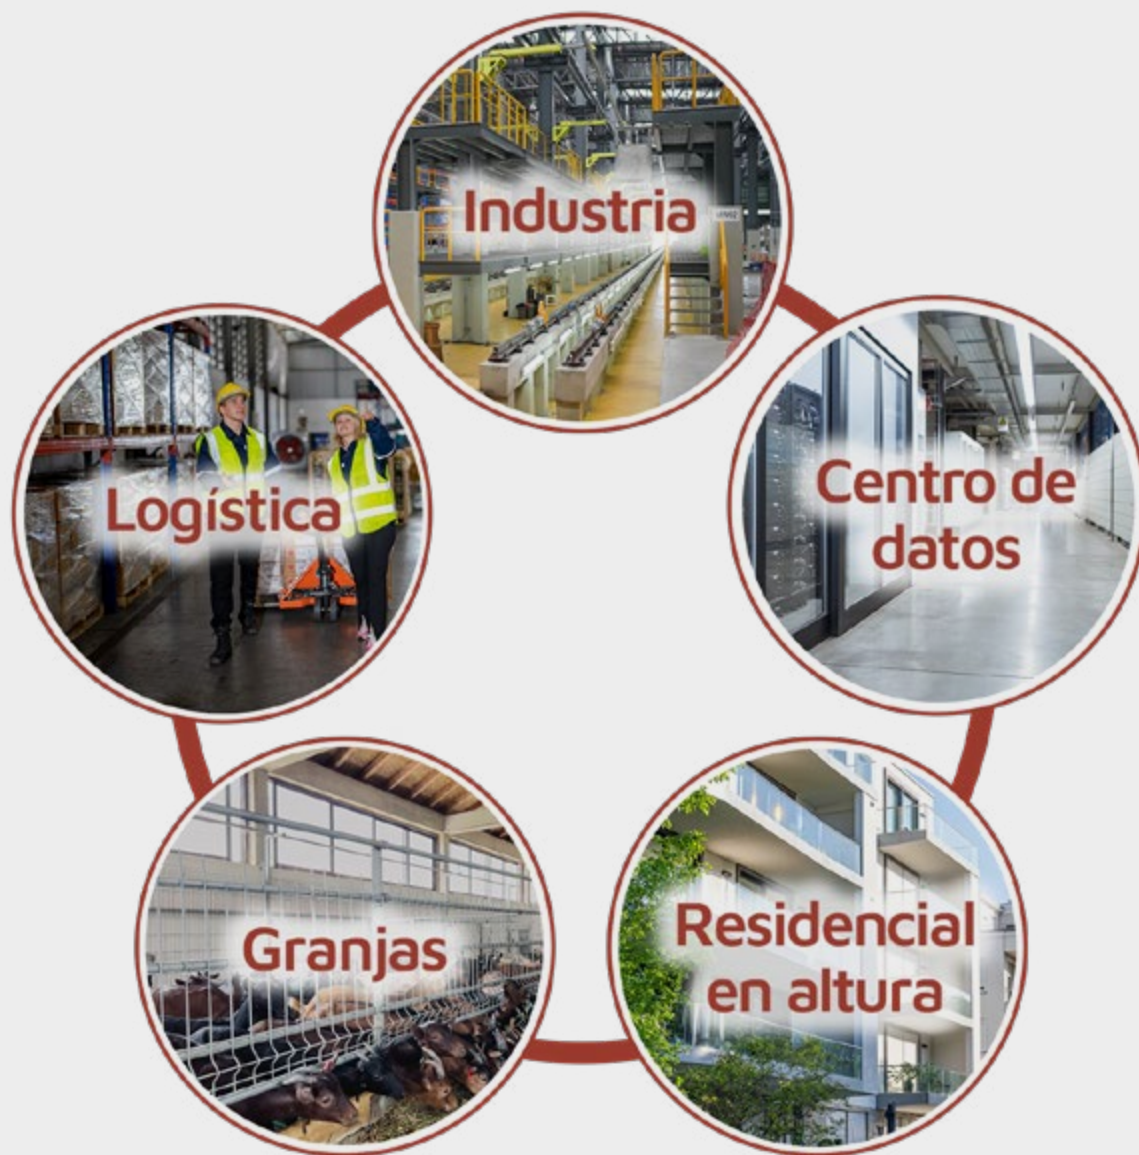 Industria
Logística
Centro de
datos
Granjas
Residencial
en altura